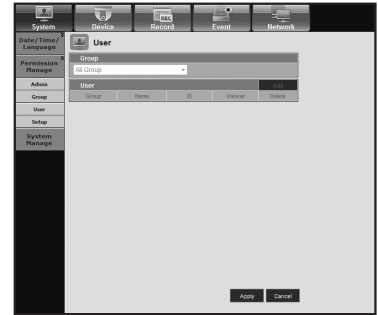 System Device Record Event Network
REC
Date/Time/
Language
Permission
Manage
Admin
Group
User
Setup
System
Manage
User
Group
All Group
User Add
Group Name ID Viewer Delete
Apply Cancel